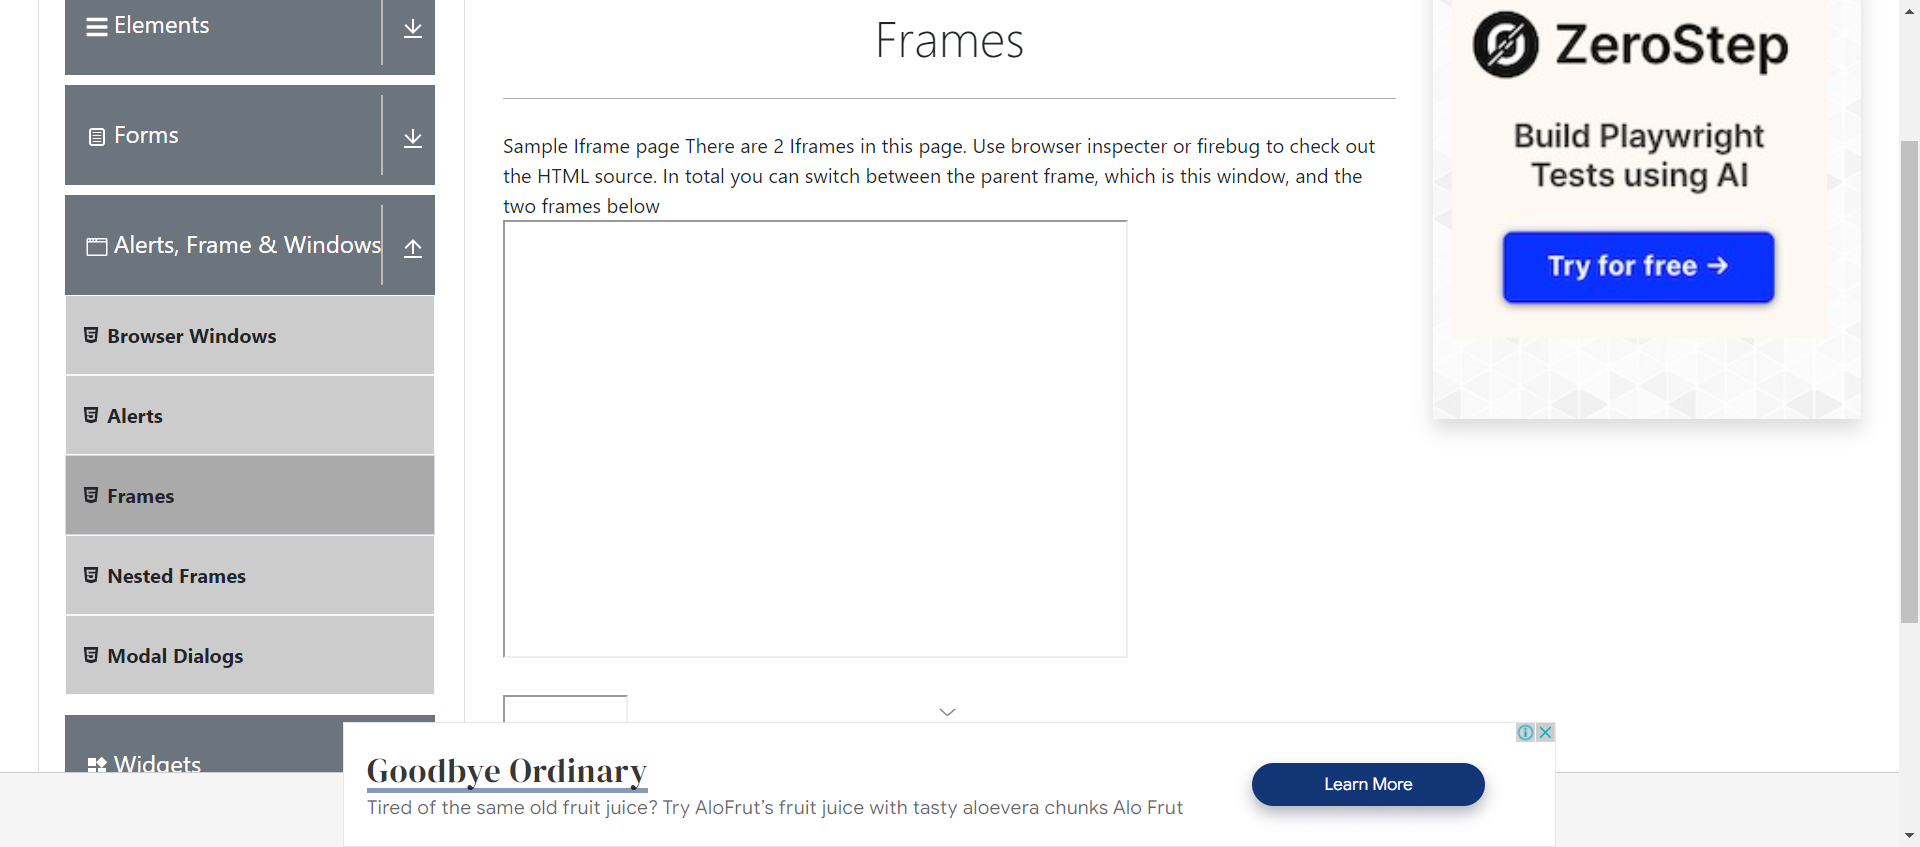 Elements
Forms
Alerts, Frame & Windows
Browser Windows
Alerts
Frames
Nested Frames
Modal Dialogs
Widgets
Frames
Sample Iframe page There are 2 Iframes in this page. Use browser inspecter or firebug to check out
the HTML source. In total you can switch between the parent frame, which is this window, and the
two frames below
ZeroStep
Build Playwright
Tests using AI
Try for free →
Goodbye Ordinary
Tired of the same old fruit juice? Try AloFrut’s fruit juice with tasty aloevera chunks Alo Frut
Learn More